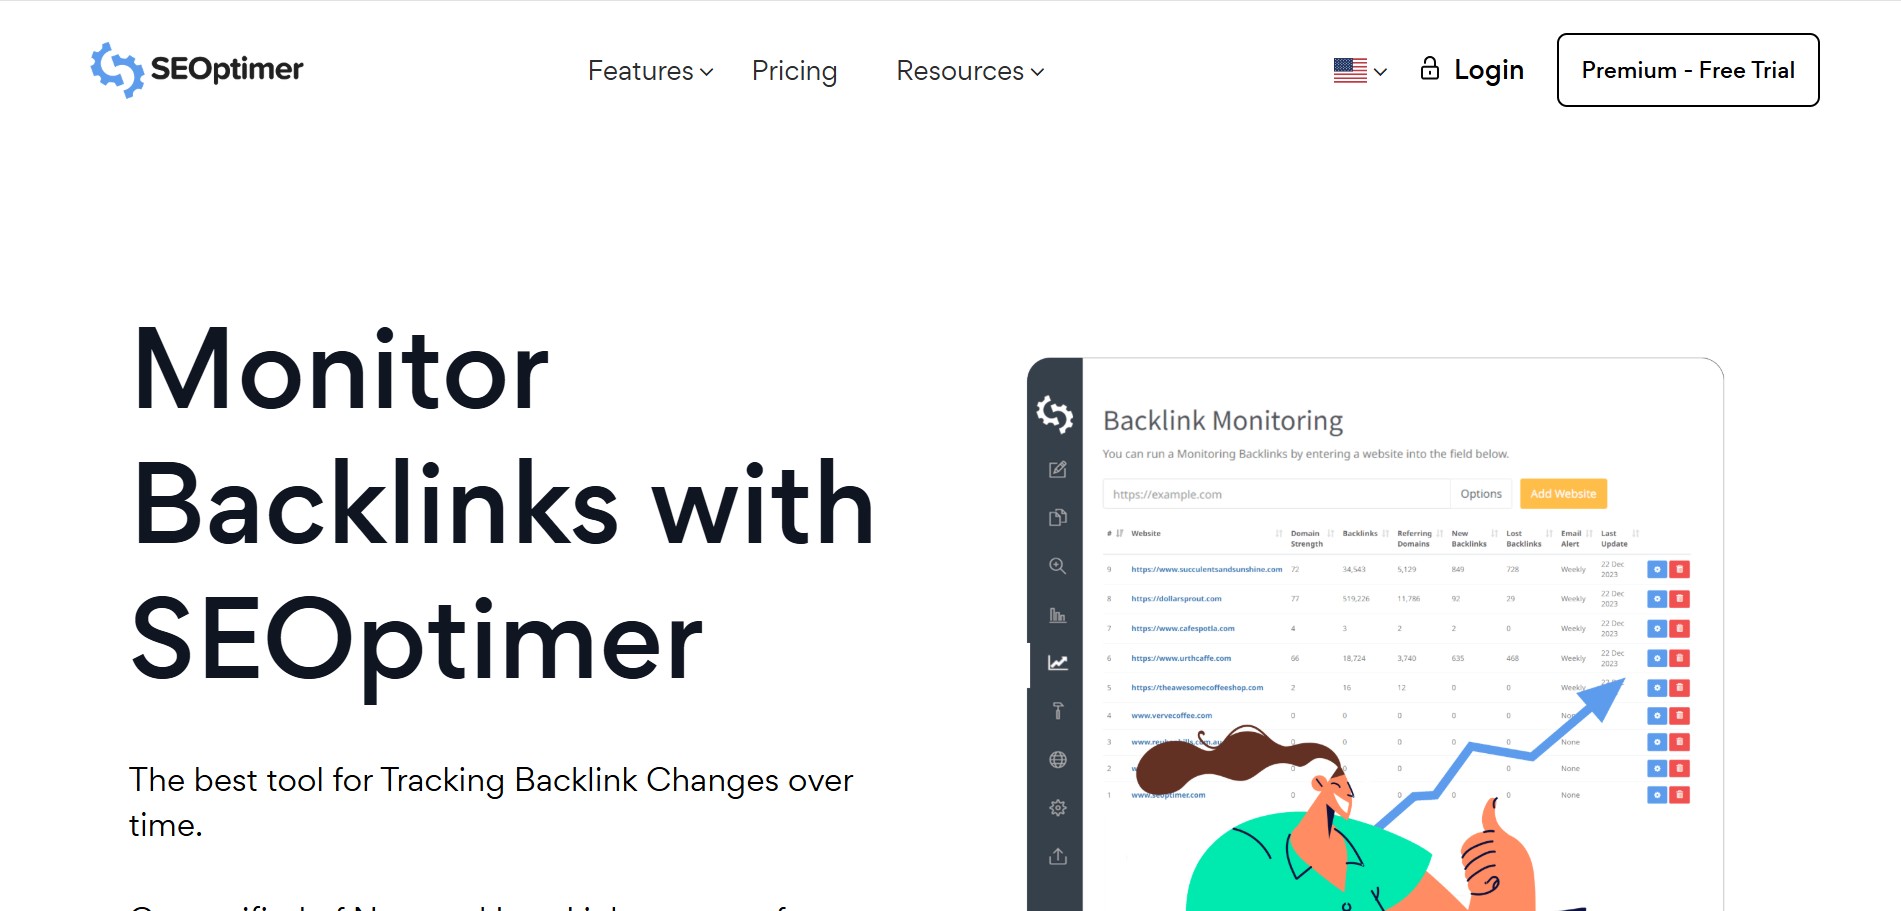 SEOptimer
Features
Pricing
Resources
Login
Premium - Free Trial
Monitor
Backlinks with
SEOptimer
The best tool for Tracking Backlink Changes over
time.
Backlink Monitoring
You can run a Monitoring Backlinks by entering a website into the field below.
https://example.com
Options
Add Website
# Website Domain Strength Backlinks Referring Domains New Backlinks Lost Backlinks Email Alert Last Update
9 https://www.succulentsandsunshine.com 72 34,543 5,129 849 728 Weekly 22 Dec 2023
8 https://dollarsprout.com 77 519,226 11,786 92 29 Weekly 22 Dec 2023
7 https://www.cafespotla.com 4 3 2 2 0 Weekly 22 Dec 2023
6 https://www.urthcaffe.com 66 18,724 3,740 635 468 Weekly 22 Dec 2023
5 https://theawesomecoffeeshop.com 2 16 12 0 0 Weekly
4 www.vervecoffee.com 0 0 0 0 0
3 0 0 0 0 0 None
2 0 0 0 0 0 None
1 www.seoptimer.com 0 0 0 0 None